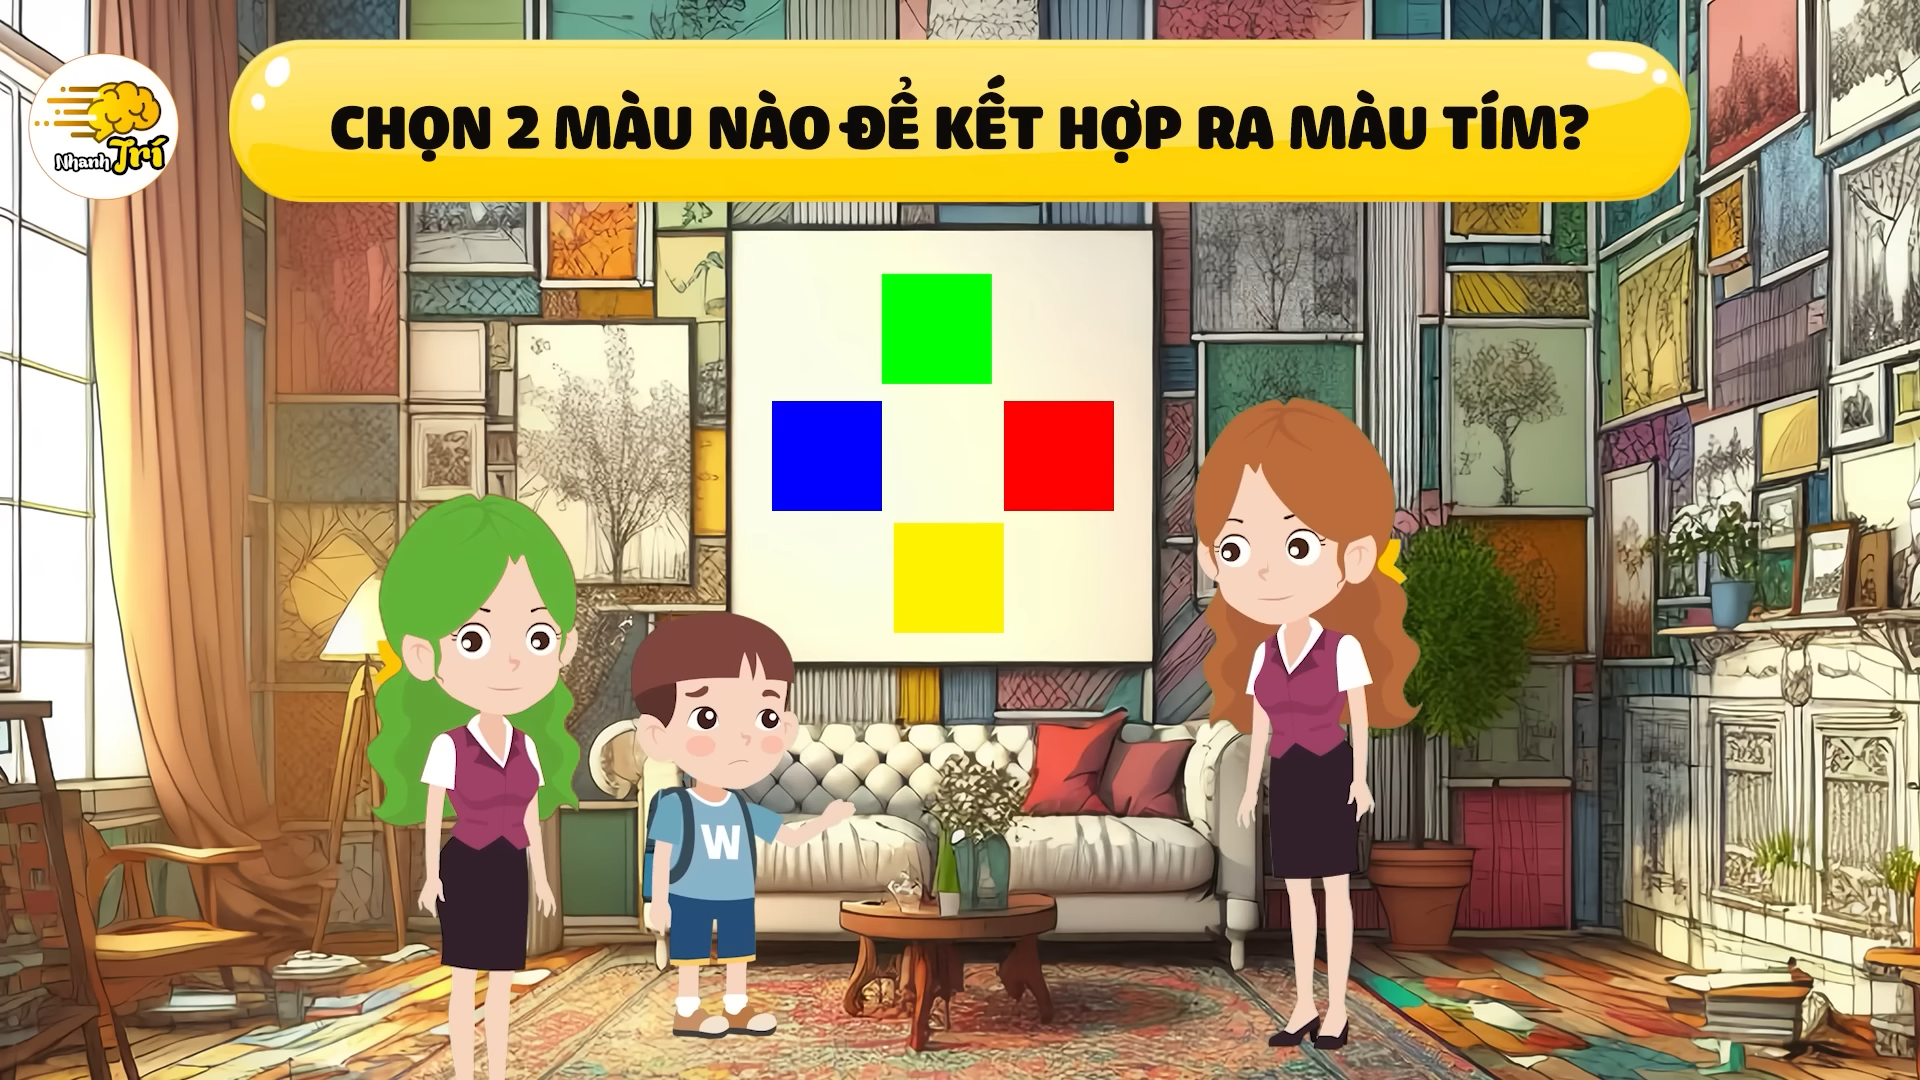 CHỌN 2 MÀU NÀO ĐỂ KẾT HỢP RA MÀU TÍM?
Nhanh Trí
W